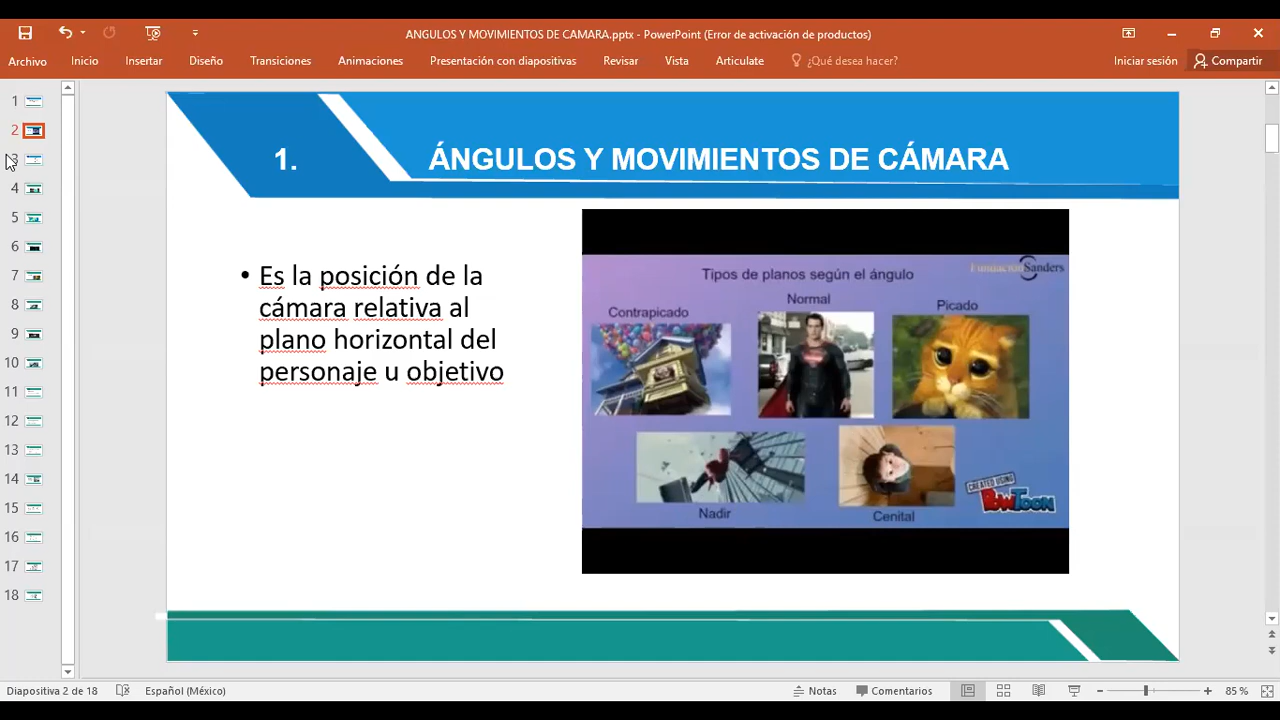 ANGULOS Y MOVIMIENTOS DE CAMARA.pptx - PowerPoint (Error de activación de productos)
Archivo Inicio Insertar Diseño Transiciones Animaciones Presentación con diapositivas Revisar Vista Articulate ¿Qué desea hacer? Iniciar sesión Compartir
1
2
3
4
5
6
7
8
9
10
11
12
13
14
15
16
17
18
1. ÁNGULOS Y MOVIMIENTOS DE CÁMARA
• Es la posición de la
cámara relativa al
plano horizontal del
personaje u objetivo
Fundación Sanders
Tipos de planos según el ángulo
Contrapicado Normal Picado
Nadir Cenital
CREATED USING
POWTOON
Diapositiva 2 de 18 Español (México) Notas Comentarios 85 %